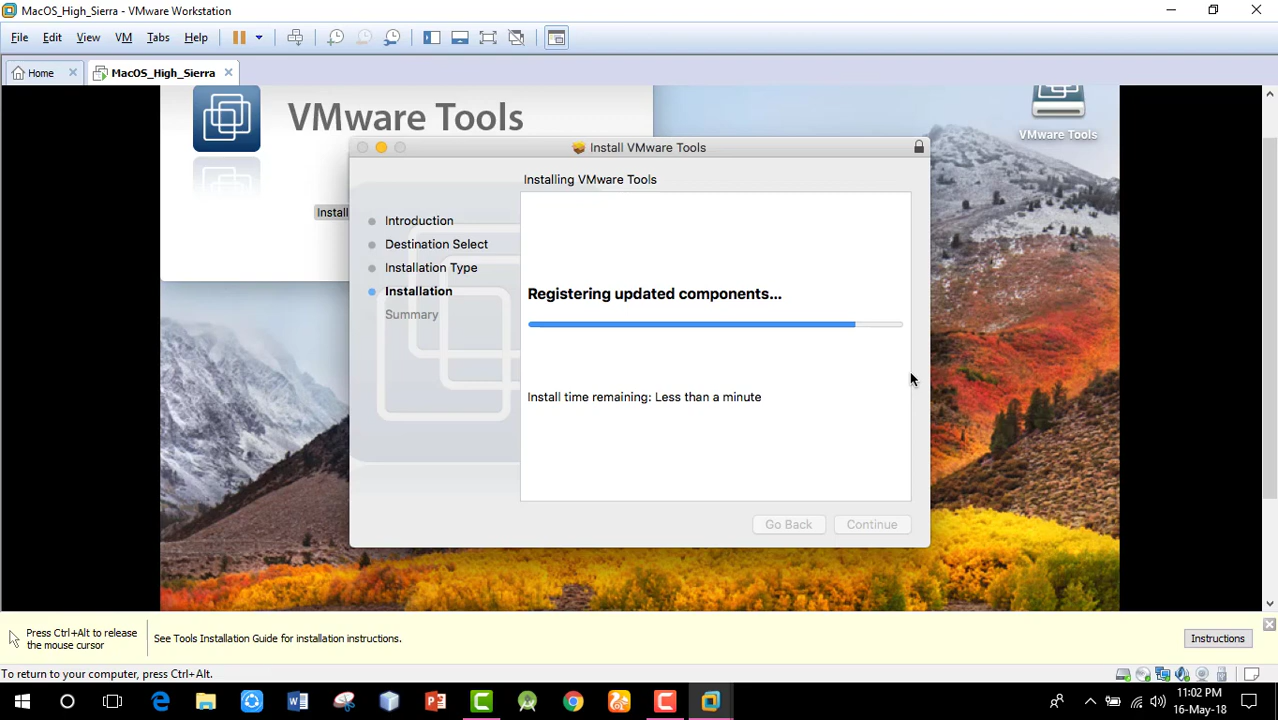 MacOS_High_Sierra - VMware Workstation
File Edit View VM Tabs Help
Home MacOS_High_Sierra
VMware Tools
VMware Tools
Install VMware Tools
Installing VMware Tools
Install
Introduction
Destination Select
Installation Type
Installation
Summary
Registering updated components...
Install time remaining: Less than a minute
Go Back Continue
Press Ctrl+Alt to release
the mouse cursor
See Tools Installation Guide for installation instructions.
Instructions
To return to your computer, press Ctrl+Alt.
11:02 PM
16-May-18